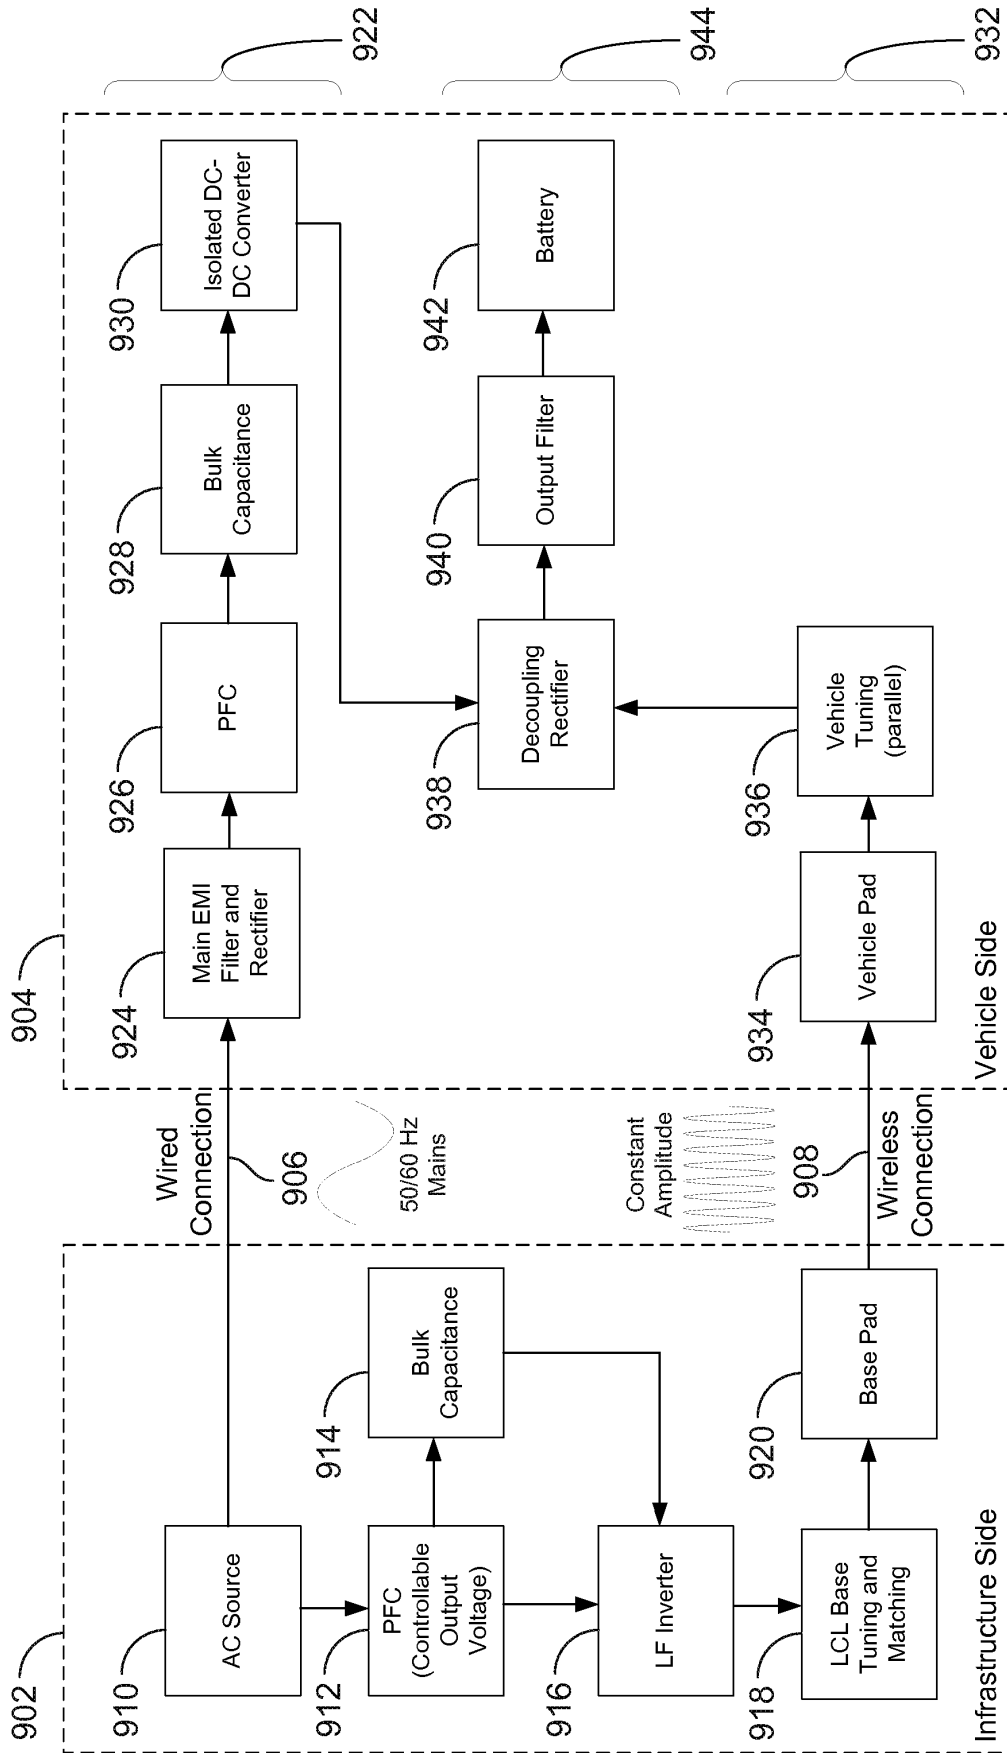 902
904
910
AC Source
912
PFC
(Controllable
Output
Voltage)
914
Bulk
Capacitance
916
LF Inverter
918
LCL Base
Tuning and
Matching
920
Base Pad
Infrastructure Side
Wired
Connection
906
50/60 Hz
Mains
Constant
Amplitude
908
Wireless
Connection
924
Main EMI
Filter and
Rectifier
926
PFC
928
Bulk
Capacitance
930
Isolated DC-
DC Converter
922
938
Decoupling
Rectifier
940
Output Filter
942
Battery
944
934
Vehicle Pad
936
Vehicle
Tuning
(parallel)
932
Vehicle Side